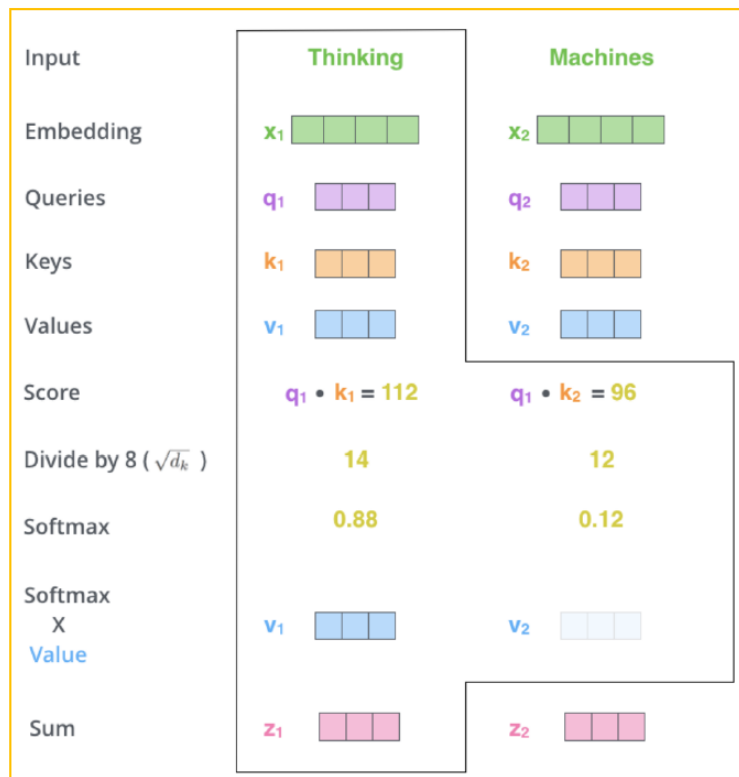 Input Thinking Machines
Embedding x₁ x₂
Queries q₁ q₂
Keys k₁ k₂
Values v₁ v₂
Score q₁ • k₁ = 112 q₁ • k₂ = 96
Divide by 8 ( √dₖ ) 14 12
Softmax 0.88 0.12
Softmax
X
Value v₁ v₂
Sum z₁ z₂